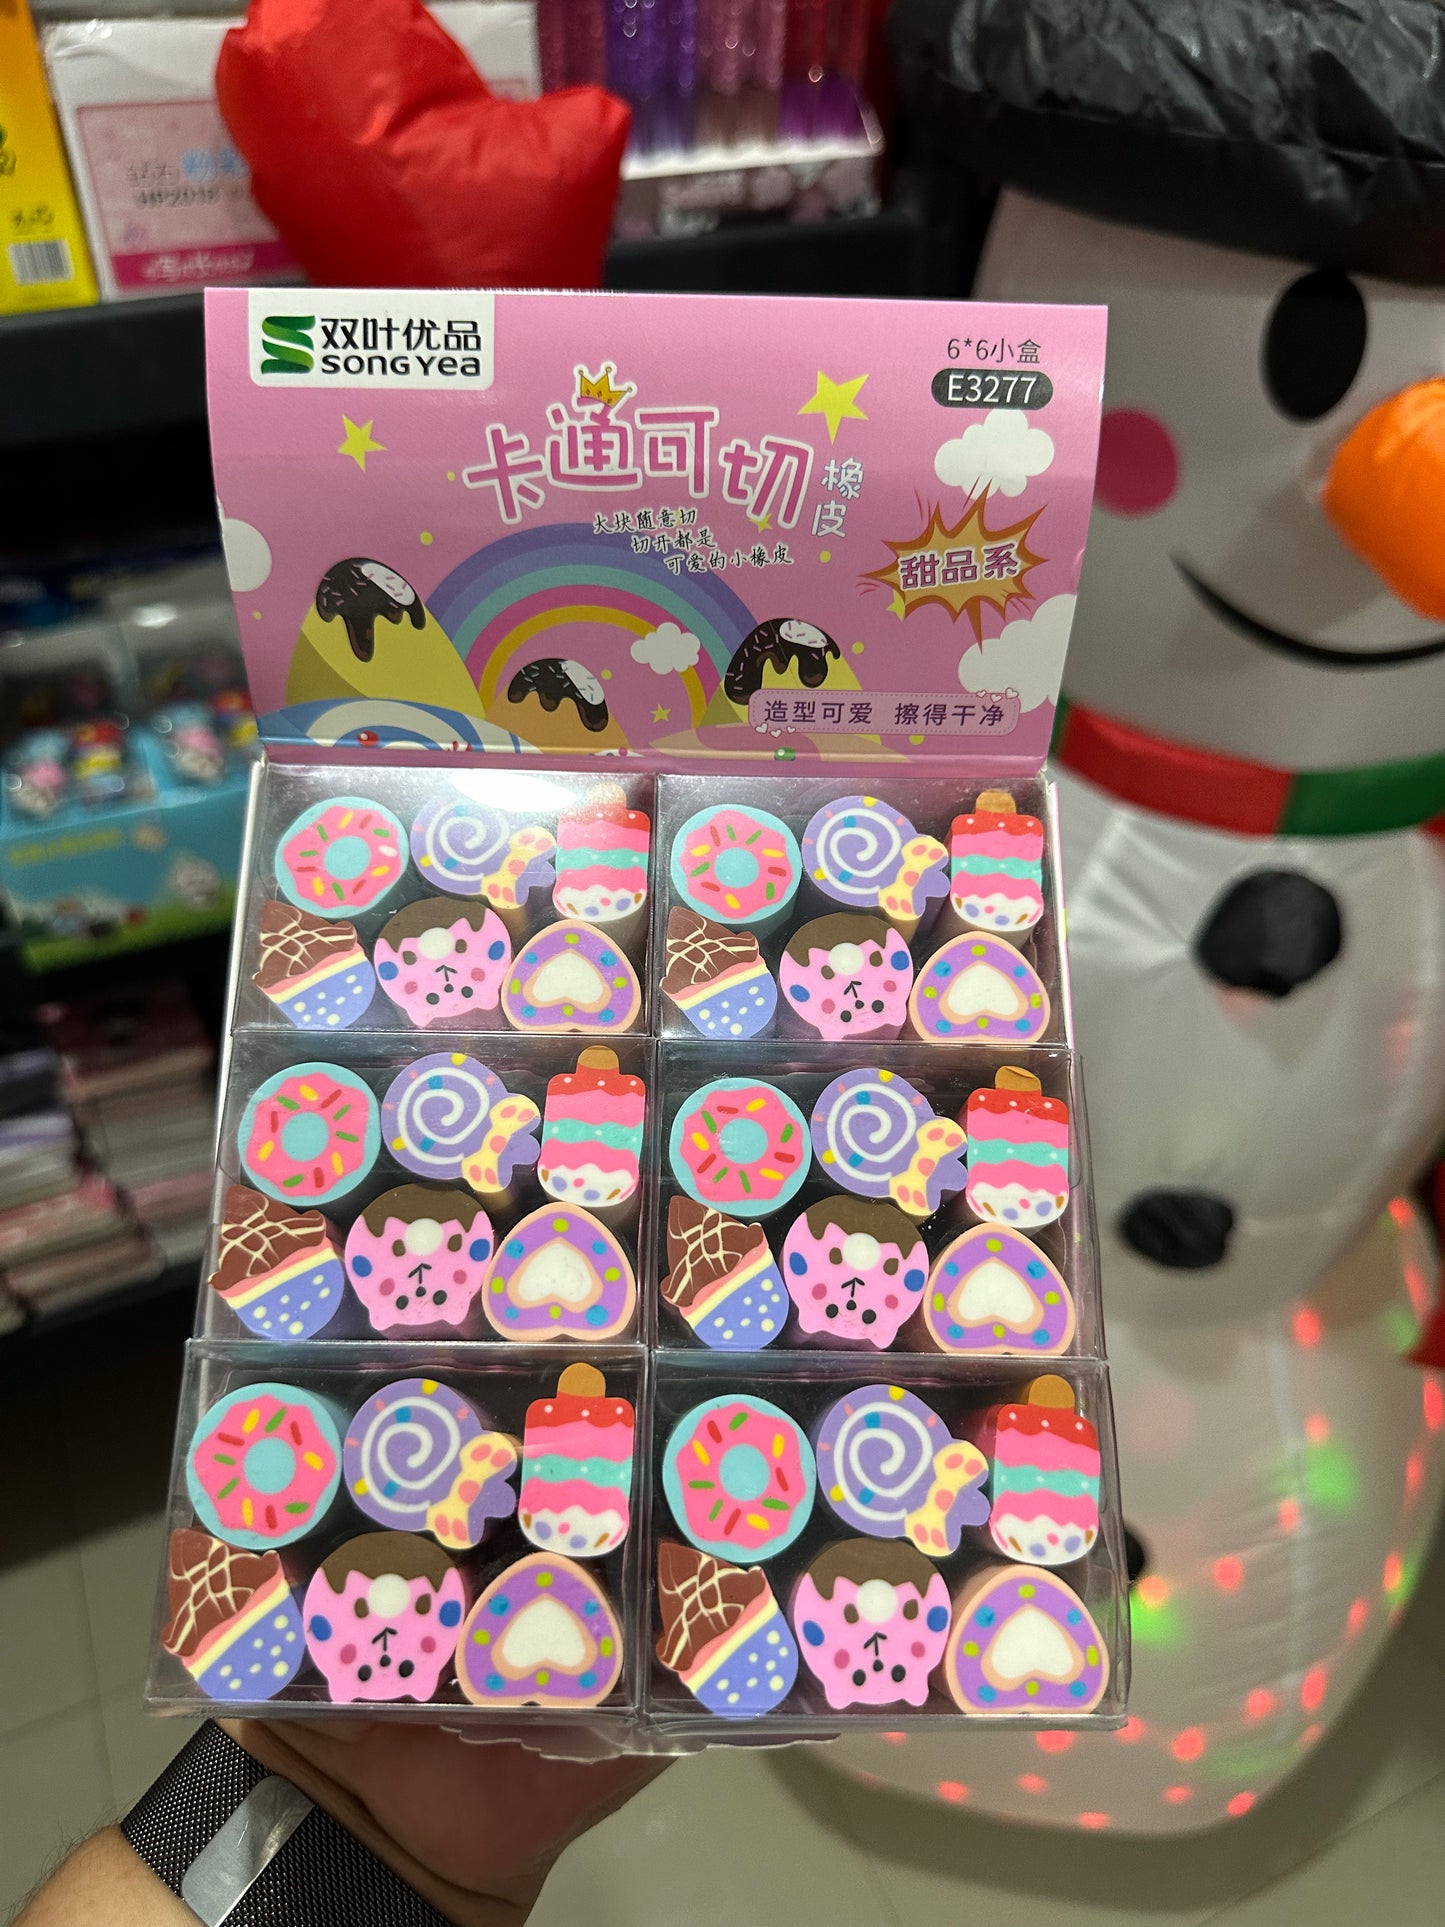 双叶优品
SONGYEA
6*6小盒
E3277
卡通可切
橡皮
大块随意切
切开都是
可爱的小橡皮
甜品系
造型可爱 擦得干净